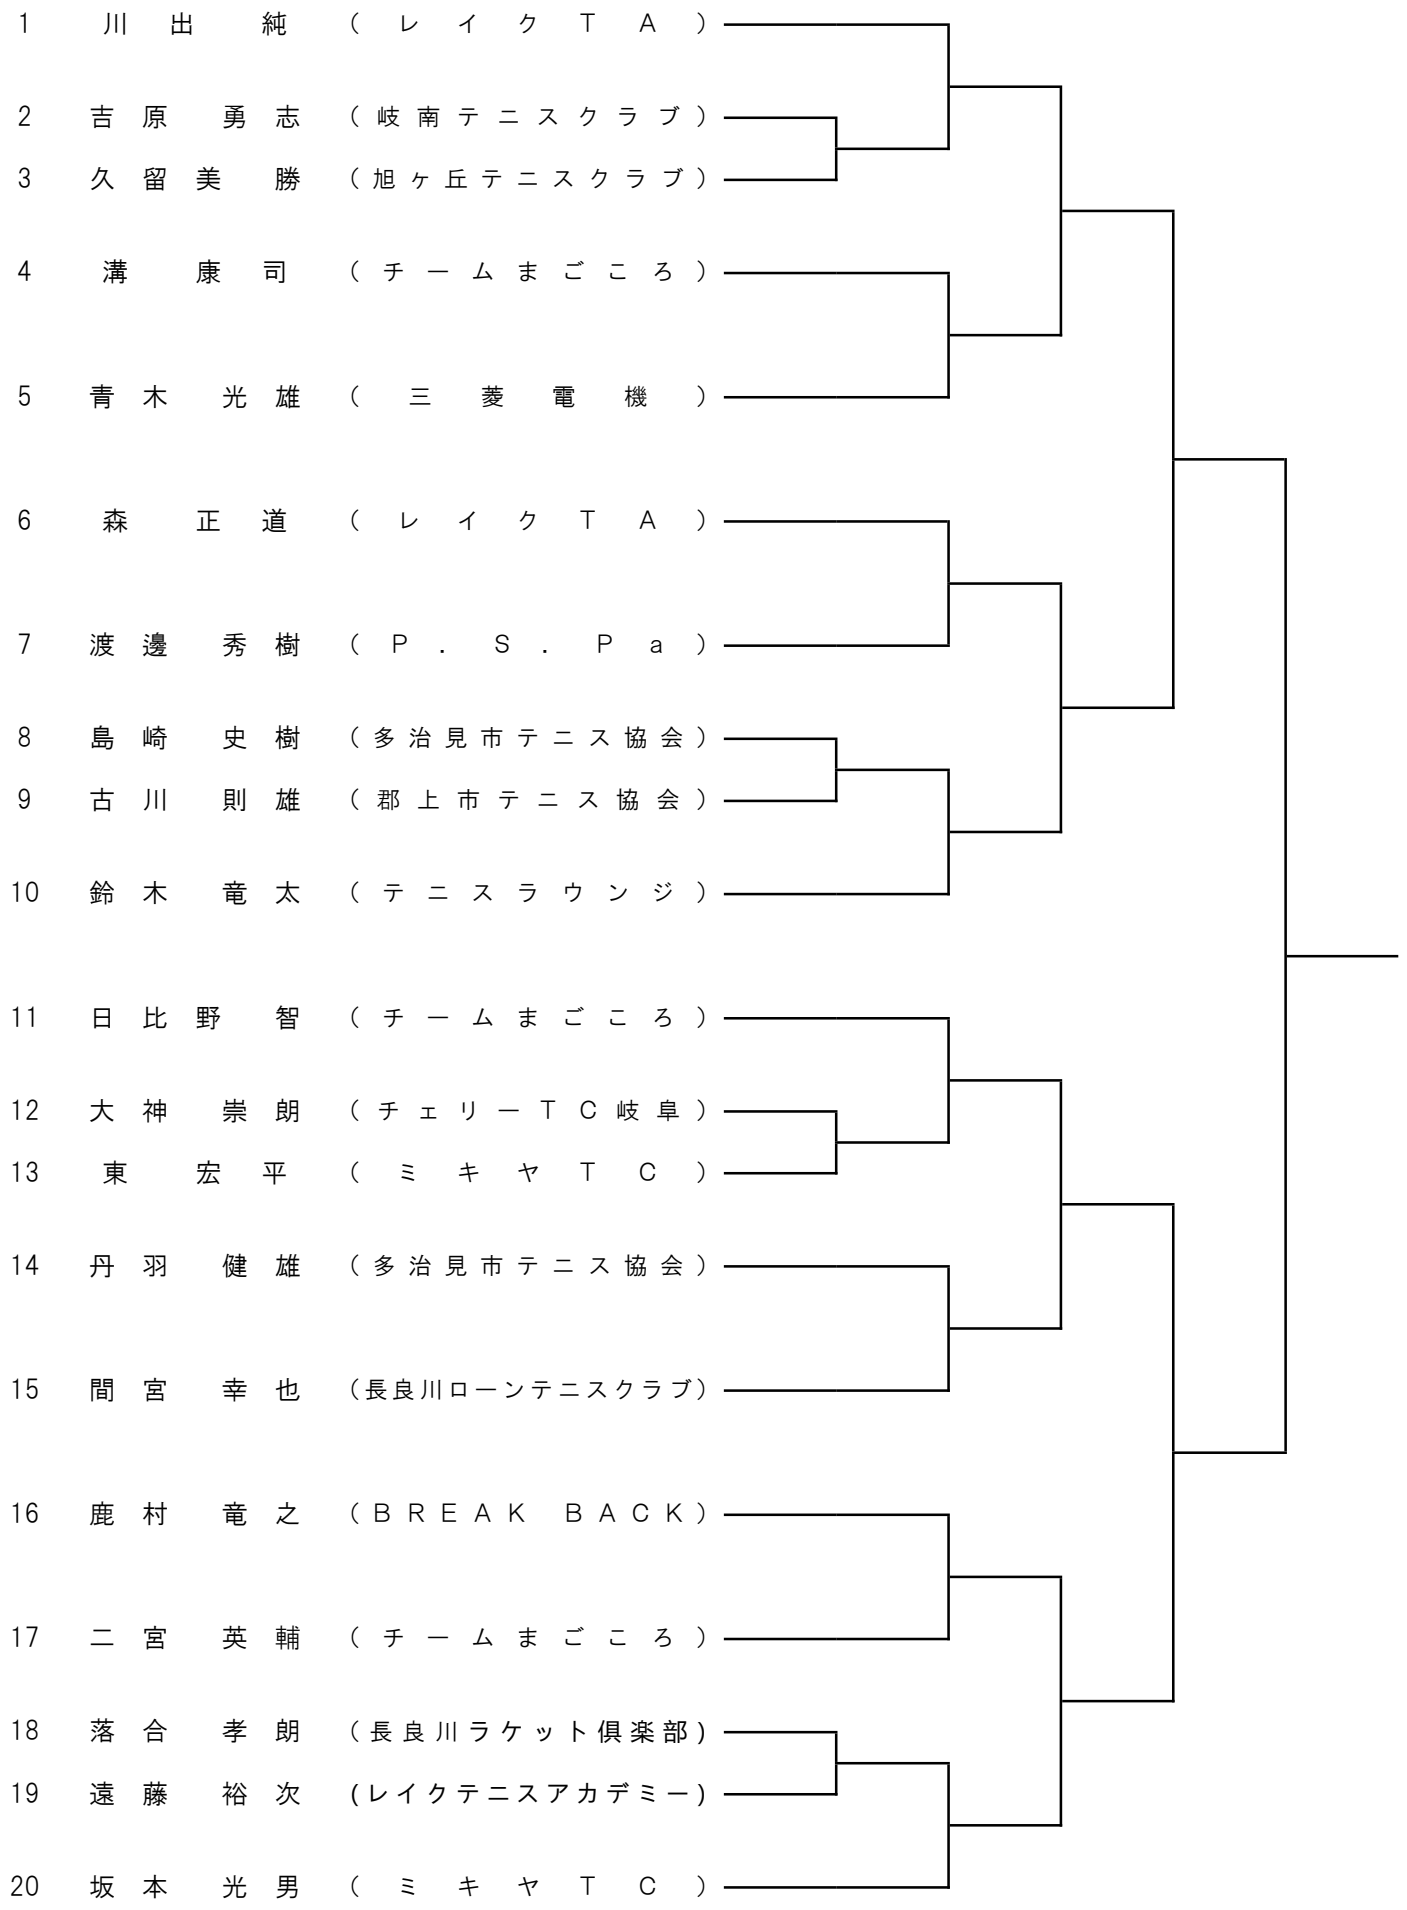 1 川出 純 (レイクTA)
2 吉原 勇志 (岐南テニスクラブ)
3 久留美 勝 (旭ヶ丘テニスクラブ)
4 溝 康司 (チームまごころ)
5 青木 光雄 (三菱電機)
6 森 正道 (レイクTA)
7 渡邊 秀樹 (P.S.Pa)
8 島崎 史樹 (多治見市テニス協会)
9 古川 則雄 (郡上市テニス協会)
10 鈴木 竜太 (テニスラウンジ)
11 日比野 智 (チームまごころ)
12 大神 崇朗 (チェリーTC岐阜)
13 東 宏平 (ミキヤTC)
14 丹羽 健雄 (多治見市テニス協会)
15 間宮 幸也 (長良川ローンテニスクラブ)
16 鹿村 竜之 (BREAK BACK)
17 二宮 英輔 (チームまごころ)
18 落合 孝朗 (長良川ラケット倶楽部)
19 遠藤 裕次 (レイクテニスアカデミー)
20 坂本 光男 (ミキヤTC)